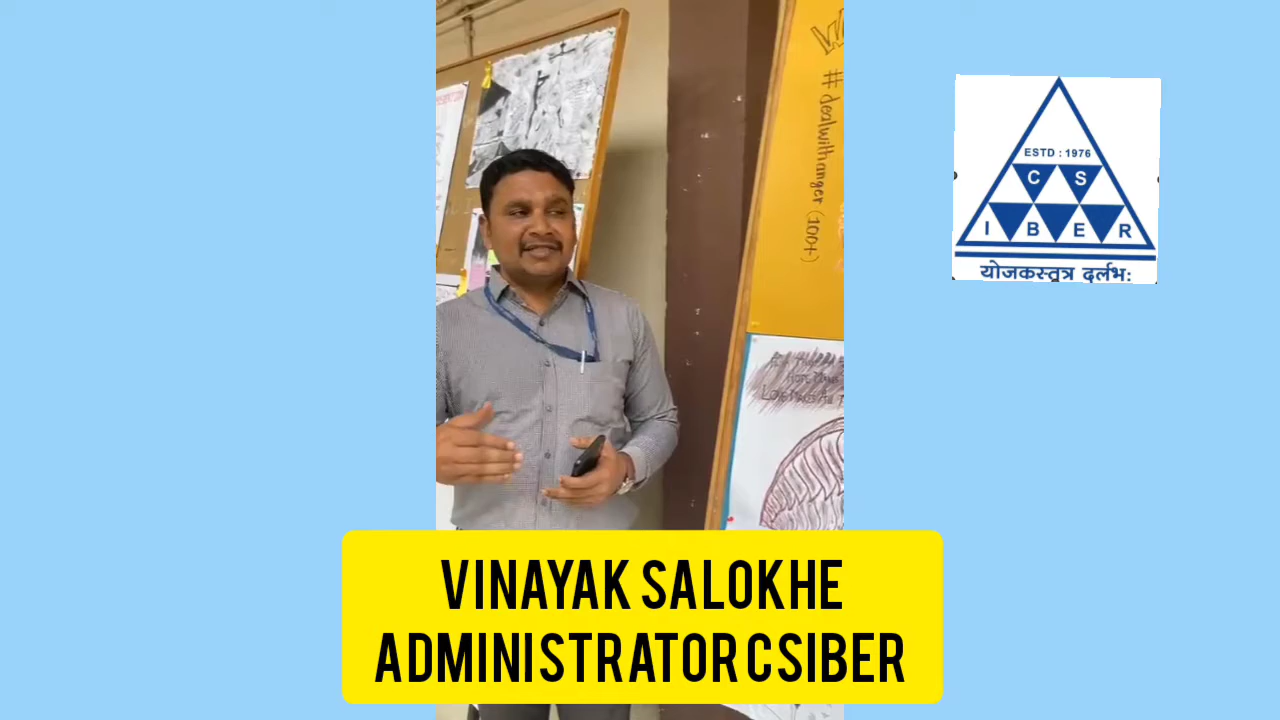 #dealwithanger (100+)
ESTD : 1976
C S
I B E R
योजकस्तत्र दुर्लभ:
VINAYAK SALOKHE
ADMINISTRATOR CSIBER